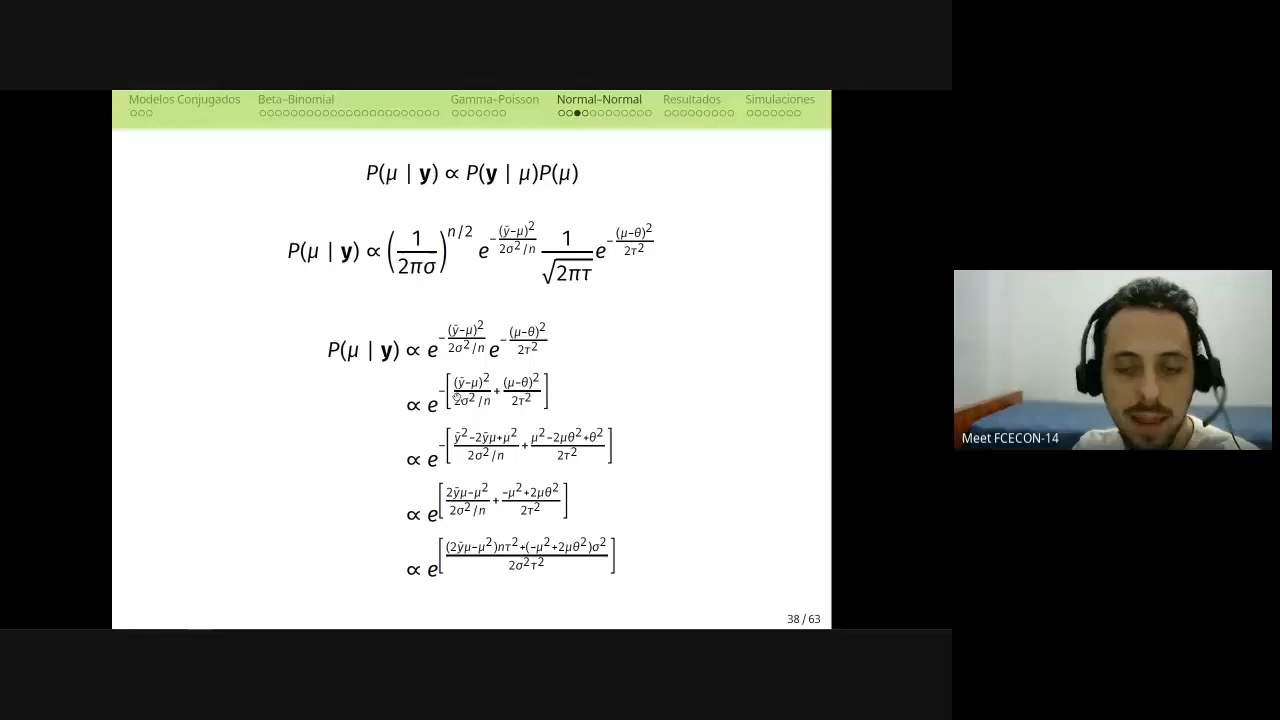 Modelos Conjugados Beta–Binomial Gamma–Poisson Normal–Normal Resultados Simulaciones
P(μ | y) ∝ P(y | μ)P(μ)
P(μ | y) ∝ (1/2πσ)^{n/2} e^{−(ȳ−μ)²/(2σ²/n)} 1/√(2πτ) e^{−(μ−θ)²/(2τ²)}
P(μ | y) ∝ e^{−(ȳ−μ)²/(2σ²/n)} e^{−(μ−θ)²/(2τ²)}
∝ e^{−[(ȳ−μ)²/(2σ²/n) + (μ−θ)²/(2τ²)]}
∝ e^{−[(ȳ²−2ȳμ+μ²)/(2σ²/n) + (μ²−2μθ²+θ²)/(2τ²)]}
∝ e^{[(2ȳμ−μ²)/(2σ²/n) + (−μ²+2μθ²)/(2τ²)]}
∝ e^{[((2ȳμ−μ²)nτ²+(−μ²+2μθ²)σ²)/(2σ²τ²)]}
38 / 63
Meet FCECON-14